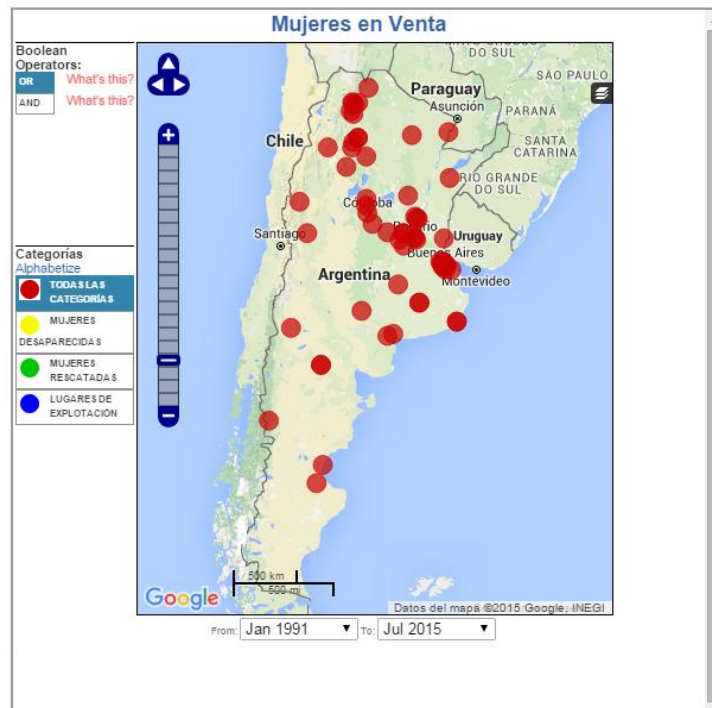 Mujeres en Venta
Boolean
Operators:
OR What's this?
AND What's this?
Categorías
Alphabetize
TODAS LAS
CATEGORÍAS
MUJERES
DESAPARECIDAS
MUJERES
RESCATADAS
LUGARES DE
EXPLOTACIÓN
DO SUL
SÃO PAULO
Paraguay
Asunción
PARANÁ
Chile
SANTA
CATARINA
RIO GRANDE
DO SUL
Córdoba
Santiago
Uruguay
Buenos Aires
Montevideo
Argentina
500 km
500 mi
Google
Datos del mapa ©2015 Google, INEGI
From: Jan 1991 To: Jul 2015